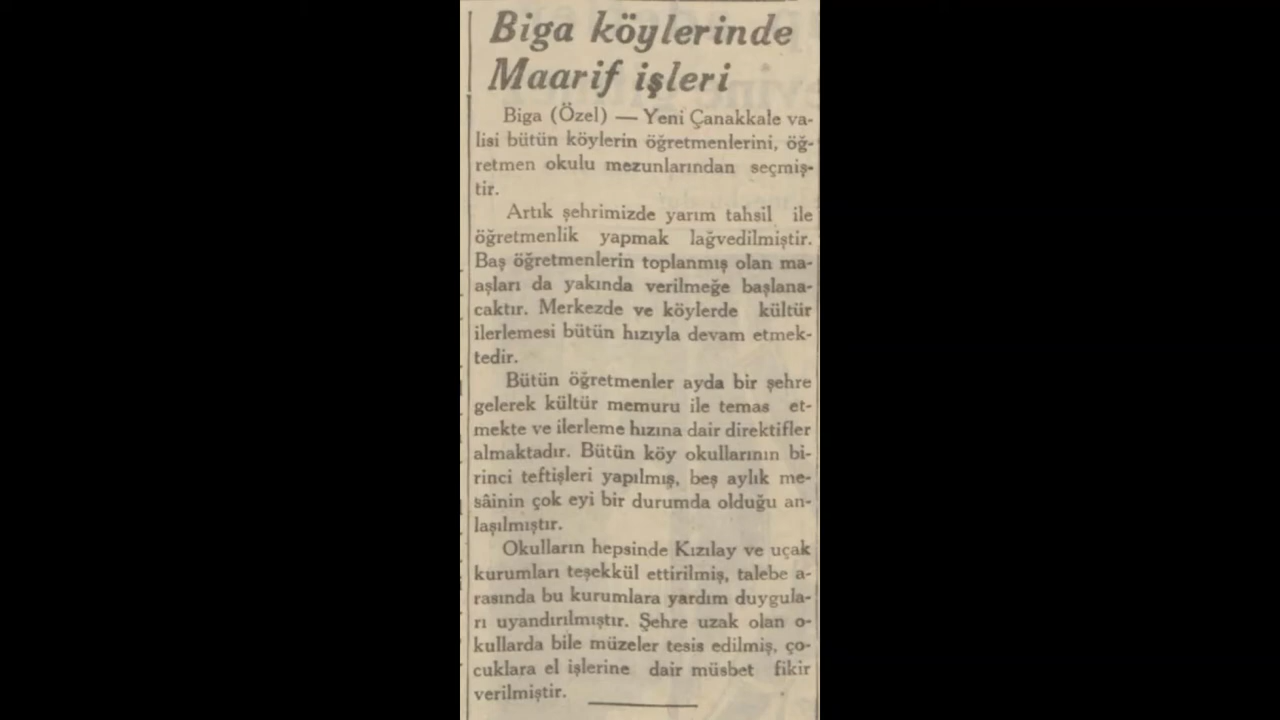 Biga köylerinde
Maarif işleri
Biga (Özel) — Yeni Çanakkale va-
lisi bütün köylerin öğretmenlerini, öğ-
retmen okulu mezunlarından seçmiş-
tir.
Artık şehrimizde yarım tahsil ile
öğretmenlik yapmak lağvedilmiştir.
Baş öğretmenlerin toplanmış olan ma-
aşları da yakında verilmeğe başlana-
caktır. Merkezde ve köylerde kültür
ilerlemesi bütün hızıyla devam etmek-
tedir.
Bütün öğretmenler ayda bir şehre
gelerek kültür memuru ile temas et-
mekte ve ilerleme hızına dair direktifler
almaktadır. Bütün köy okullarının bi-
rinci teftişleri yapılmış, beş aylık me-
sâinin çok eyi bir durumda olduğu an-
laşılmıştır.
Okulların hepsinde Kızılay ve uçak
kurumları teşekkül ettirilmiş, talebe a-
rasında bu kurumlara yardım duygula-
rı uyandırılmıştır. Şehre uzak olan o-
kullarda bile müzeler tesis edilmiş, ço-
cuklara el işlerine dair müsbet fikir
verilmiştir.